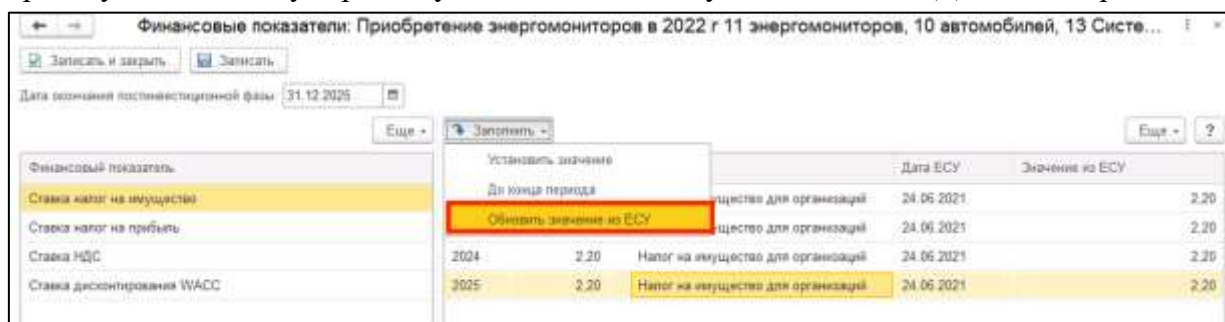 Финансовые показатели: Приобретение энергомониторов в 2022 г 11 энергомониторов, 10 автомобилей, 13 Систе...
Записать и закрыть Записать
Дата окончания постинвестиционной фазы: 31.12.2025
Еще Заполнить Еще ?
Финансовый показатель Установить значение Дата ЕСУ Значение из ЕСУ
До конца периода
Ставка налог на имущество имущество для организаций 24.06.2021 2,20
Обновить значение из ЕСУ
Ставка налог на прибыль имущество для организаций 24.06.2021 2,20
Ставка НДС 2024 2,20 Налог на имущество для организаций 24.06.2021 2,20
Ставка дисконтирования WACC 2025 2,20 Налог на имущество для организаций 24.06.2021 2,20